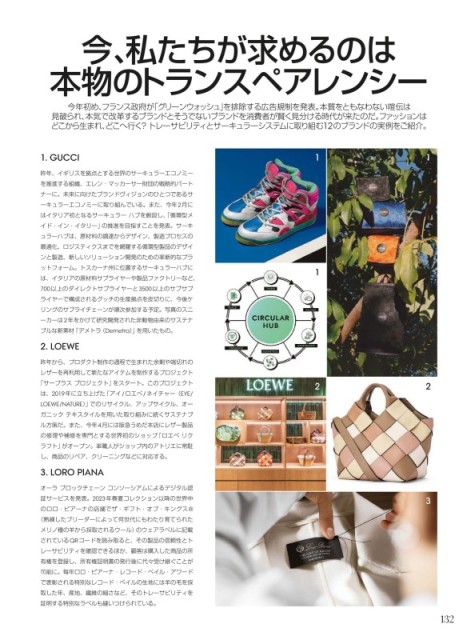 今、私たちが求めるのは
本物のトランスペアレンシー
今年初め、フランス政府が「グリーンウォッシュ」を排除する広告規制を発表。本質をともなわない宣伝は
見破られ、本気で改革するブランドとそうでないブランドを消費者が賢く見分ける時代が来たのだ。ファッションは
どこから生まれ、どこへ行く? トレーサビリティとサーキュラーシステムに取り組む12のブランドの実例をご紹介。
1. GUCCI
昨年、イギリスを拠点とする世界のサーキュラーエコノミー
を推進する組織、エレン・マッカーサー財団の戦略的パート
ナーに。未来に向けたブランドヴィジョンのひとつであるサ
ーキュラーエコノミーに取り組んでいる。また、今年2月に
はイタリア初となるサーキュラー ハブを創設し、「循環型メ
イド・イン・イタリー」の推進を目指すことを発表。サーキ
ュラーハブは、原材料の調達からデザイン、製造プロセスの
最適化、ロジスティクスまでを網羅する循環型製品のデザイ
ンと製造、新しいソリューション開発のための革新的なプラ
ットフォーム。トスカーナ州に位置するサーキュラーハブに
は、イタリアの原材料サプライヤーや製品ファクトリーなど、
700以上のダイレクトサプライヤーと3500以上のサブサプ
ライヤーで構成されるグッチの生産拠点を皮切りに、今後ケ
リングのサプライチェーンが順次参加する予定。写真のスニ
ーカーは2年をかけて研究開発された非動物由来のサステナ
ブルな新素材「デメトラ (Demetra)」を用いたもの。
2. LOEWE
昨年から、プロダクト制作の過程で生まれた余剰や端切れの
レザーを再利用して新たなアイテムを制作するプロジェクト
「サープラス プロジェクト」をスタート。このプロジェクト
は、2019年に立ち上げた「アイ/ロエベ/ネイチャー (EYE/
LOEWE/NATURE)」でのリサイクル、アップサイクル、オー
ガニック テキスタイルを用いた取り組みに続くサステナブ
ル方策だ。また、今年4月には阪急うめだ本店にレザー製品
の修理や補修を専門とする世界初のショップ「ロエベ リク
ラフト」がオープン。革職人がショップ内のアトリエに常駐
し、商品のリペア、クリーニングなどに対応する。
3. LORO PIANA
オーラ ブロックチェーン コンソーシアムによるデジタル認
証サービスを発表。2023年春夏コレクション以降の世界中
のロロ・ピアーナの店舗でザ・ギフト・オブ・キングス®
(熟練したブリーダーによって何世代にもわたり育てられた
メリノ種の羊から採取されるウール) のウェアラベルに記載
されているQRコードを読み取ると、その製品の信頼性とト
レーサビリティを確認できるほか、顧客は購入した商品の所
有権を登録し、所有権証明書の発行後に代々受け継ぐことが
可能に。毎年ロロ・ピアーナ・レコード・ベイル・アワード
で表彰される特別なレコード・ベイルの生地には羊の毛を採
取した年、産地、繊維の細さなど、そのトレーサビリティを
証明する特別なラベルも縫いつけられている。
1
1
1
CIRCULAR
HUB
LOEWE
2
2
3
132